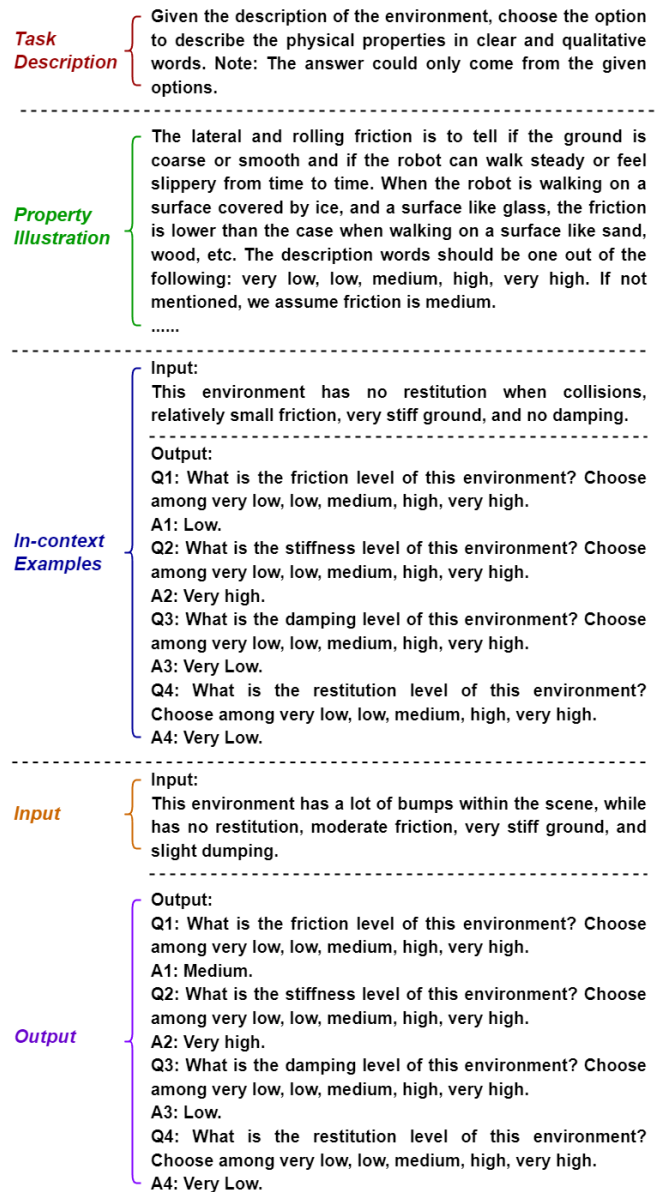 Task
Description
Given the description of the environment, choose the option
to describe the physical properties in clear and qualitative
words. Note: The answer could only come from the given
options.
Property
Illustration
The lateral and rolling friction is to tell if the ground is
coarse or smooth and if the robot can walk steady or feel
slippery from time to time. When the robot is walking on a
surface covered by ice, and a surface like glass, the friction
is lower than the case when walking on a surface like sand,
wood, etc. The description words should be one out of the
following: very low, low, medium, high, very high. If not
mentioned, we assume friction is medium.
......
In-context
Examples
Input:
This environment has no restitution when collisions,
relatively small friction, very stiff ground, and no damping.
Output:
Q1: What is the friction level of this environment? Choose
among very low, low, medium, high, very high.
A1: Low.
Q2: What is the stiffness level of this environment? Choose
among very low, low, medium, high, very high.
A2: Very high.
Q3: What is the damping level of this environment? Choose
among very low, low, medium, high, very high.
A3: Very Low.
Q4: What is the restitution level of this environment?
Choose among very low, low, medium, high, very high.
A4: Very Low.
Input
Input:
This environment has a lot of bumps within the scene, while
has no restitution, moderate friction, very stiff ground, and
slight dumping.
Output
Output:
Q1: What is the friction level of this environment? Choose
among very low, low, medium, high, very high.
A1: Medium.
Q2: What is the stiffness level of this environment? Choose
among very low, low, medium, high, very high.
A2: Very high.
Q3: What is the damping level of this environment? Choose
among very low, low, medium, high, very high.
A3: Low.
Q4: What is the restitution level of this environment?
Choose among very low, low, medium, high, very high.
A4: Very Low.